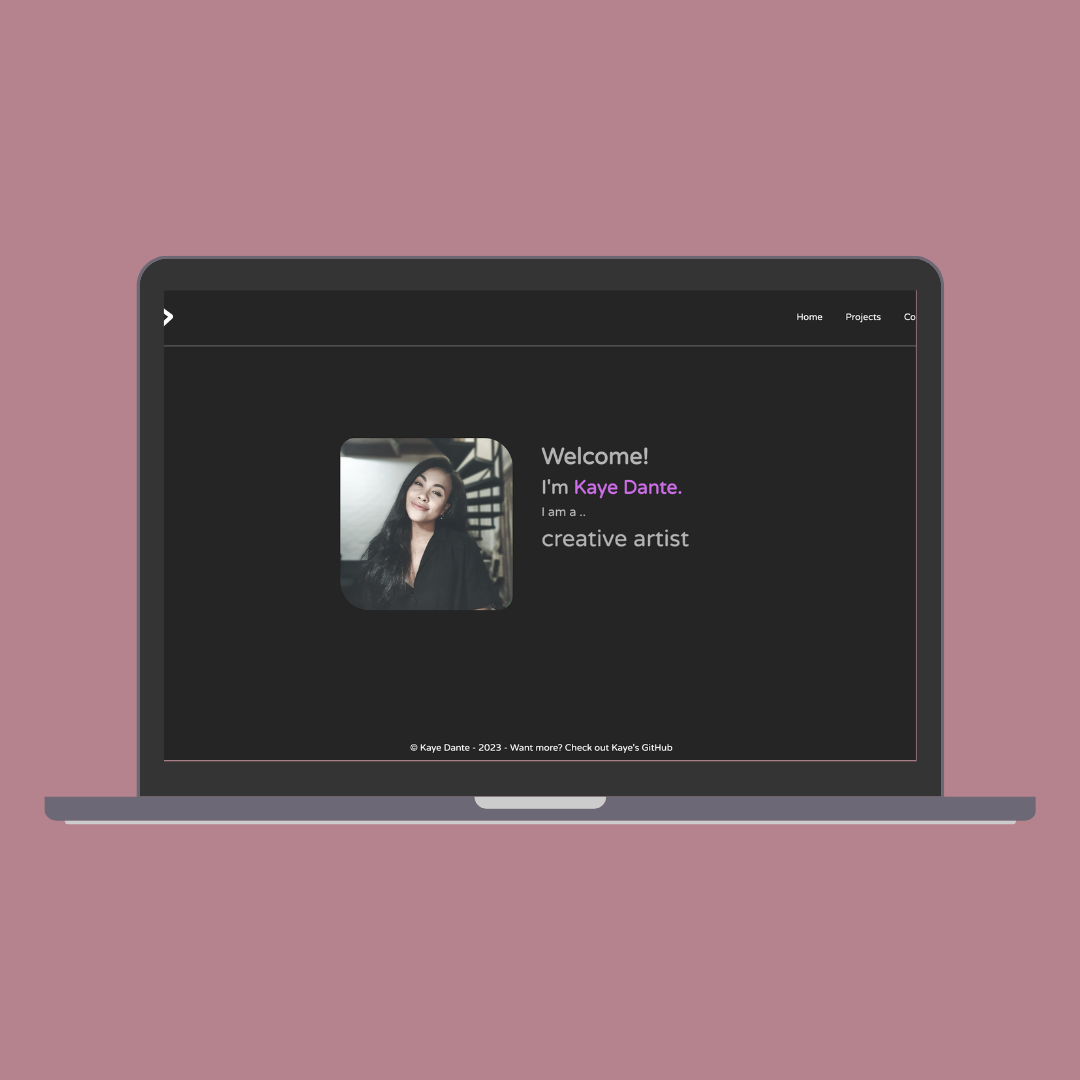 Home Projects Co
Welcome!
I'm Kaye Dante.
I am a ..
creative artist
© Kaye Dante - 2023 - Want more? Check out Kaye's GitHub